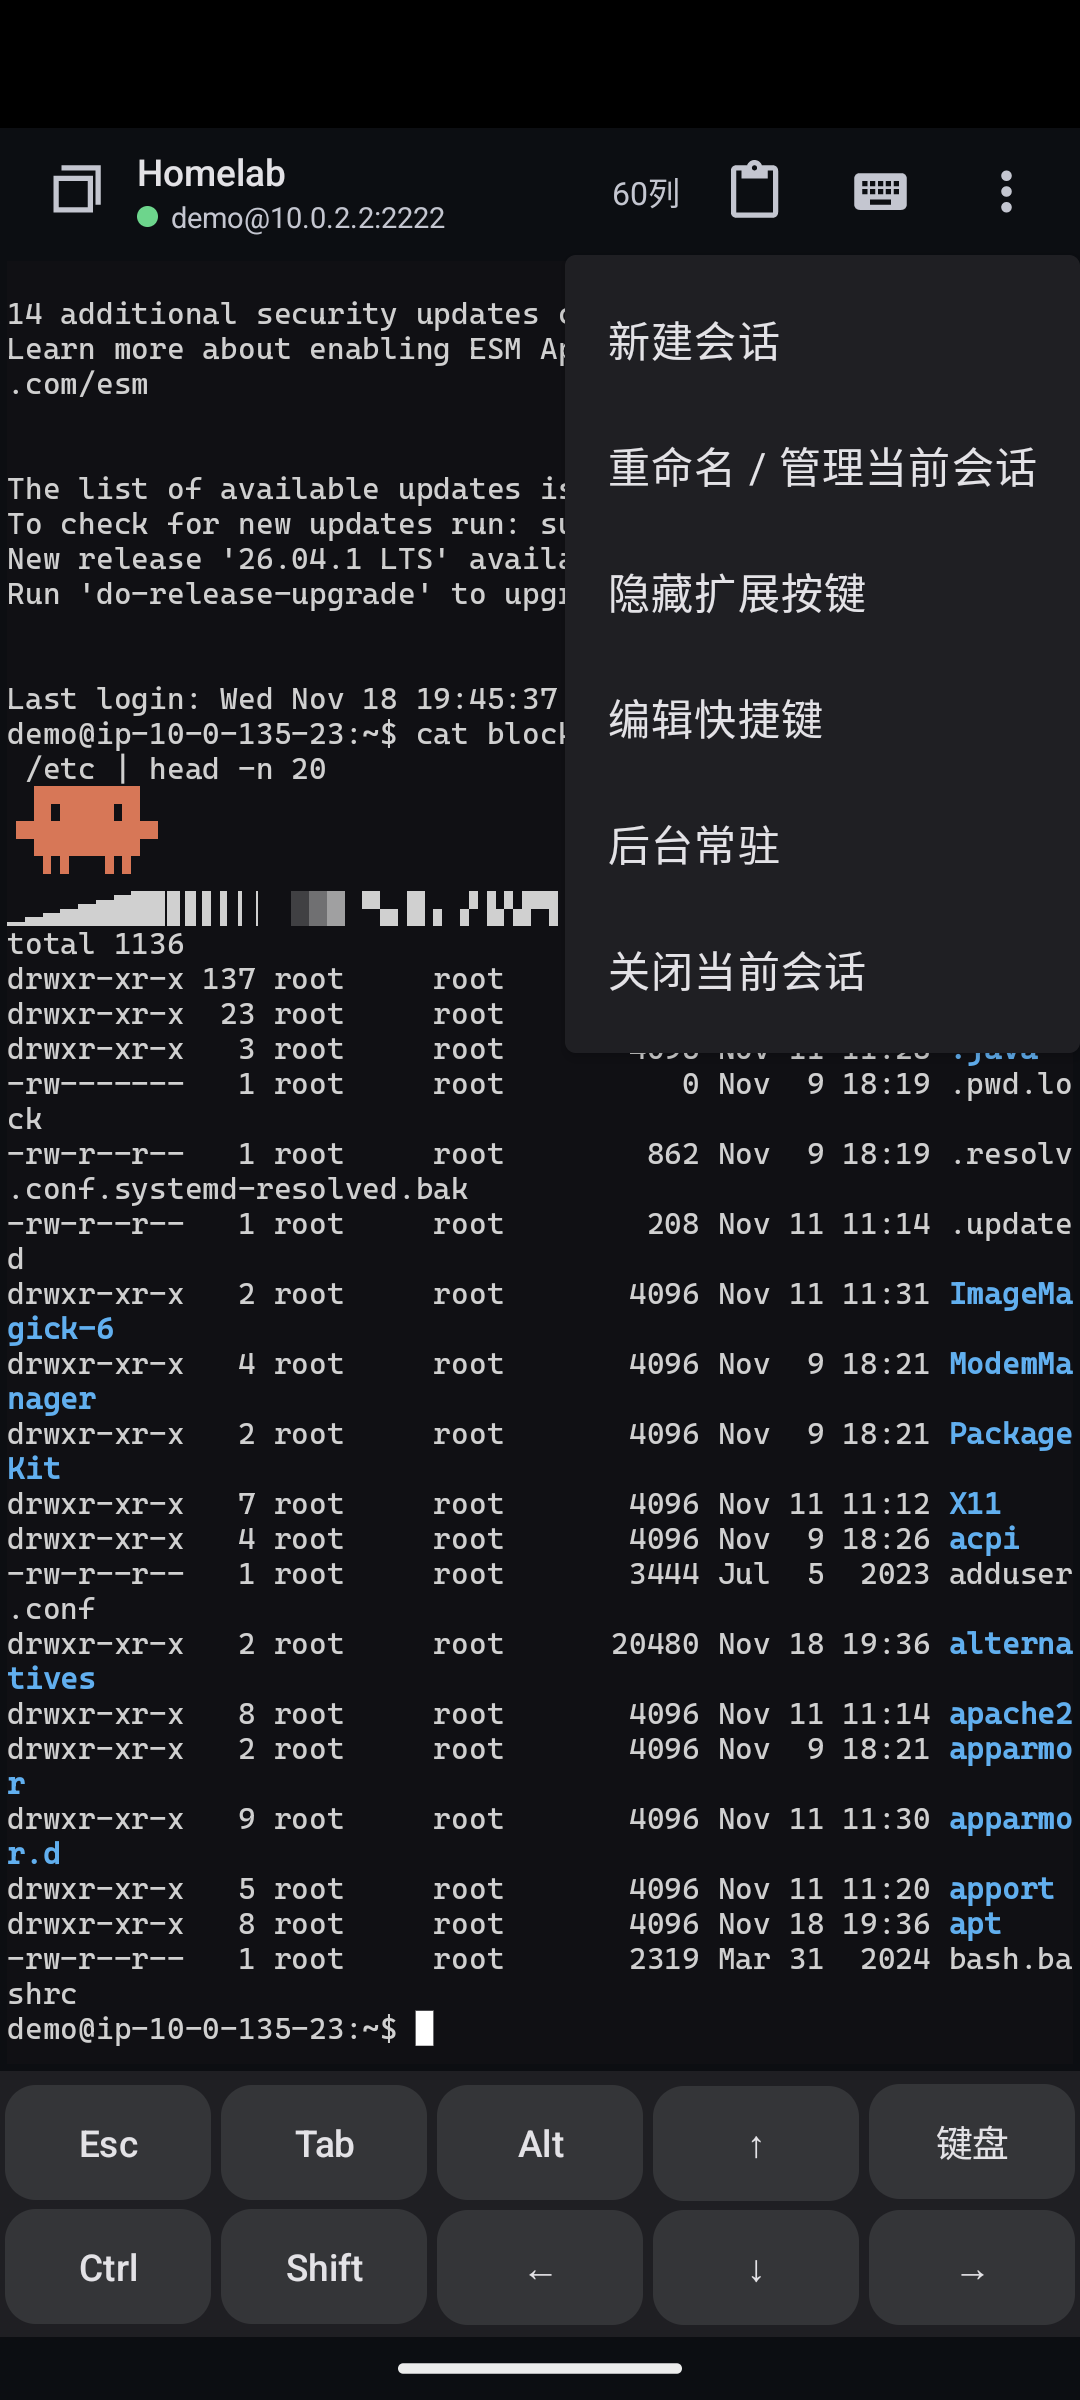 Homelab
demo@10.0.2.2:2222
60列
新建会话
重命名 / 管理当前会话
隐藏扩展按键
编辑快捷键
后台常驻
关闭当前会话
14 additional security updates
Learn more about enabling ESM
.com/esm
The list of available updates
To check for new updates run:
New release '26.04.1 LTS'
Run 'do-release-upgrade' to
Last login: Wed Nov 18 19:45:37
demo@ip-10-0-135-23:~$ cat
/etc | head -n 20
total 1136
drwxr-xr-x 137 root     root
drwxr-xr-x  23 root     root
drwxr-xr-x   3 root     root       4096 Nov 11 11:28 .java
-rw-------   1 root     root          0 Nov  9 18:19 .pwd.lo
ck
-rw-r--r--   1 root     root        862 Nov  9 18:19 .resolv
.conf.systemd-resolved.bak
-rw-r--r--   1 root     root        208 Nov 11 11:14 .update
d
drwxr-xr-x   2 root     root       4096 Nov 11 11:31 ImageMa
gick-6
drwxr-xr-x   4 root     root       4096 Nov  9 18:21 ModemMa
nager
drwxr-xr-x   2 root     root       4096 Nov  9 18:21 Package
Kit
drwxr-xr-x   7 root     root       4096 Nov 11 11:12 X11
drwxr-xr-x   4 root     root       4096 Nov  9 18:26 acpi
-rw-r--r--   1 root     root       3444 Jul  5  2023 adduser
.conf
drwxr-xr-x   2 root     root      20480 Nov 18 19:36 alterna
tives
drwxr-xr-x   8 root     root       4096 Nov 11 11:14 apache2
drwxr-xr-x   2 root     root       4096 Nov  9 18:21 apparmo
r
drwxr-xr-x   9 root     root       4096 Nov 11 11:30 apparmo
r.d
drwxr-xr-x   5 root     root       4096 Nov 11 11:20 apport
drwxr-xr-x   8 root     root       4096 Nov 18 19:36 apt
-rw-r--r--   1 root     root       2319 Mar 31  2024 bash.ba
shrc
demo@ip-10-0-135-23:~$
Esc Tab Alt ↑ 键盘
Ctrl Shift ← ↓ →